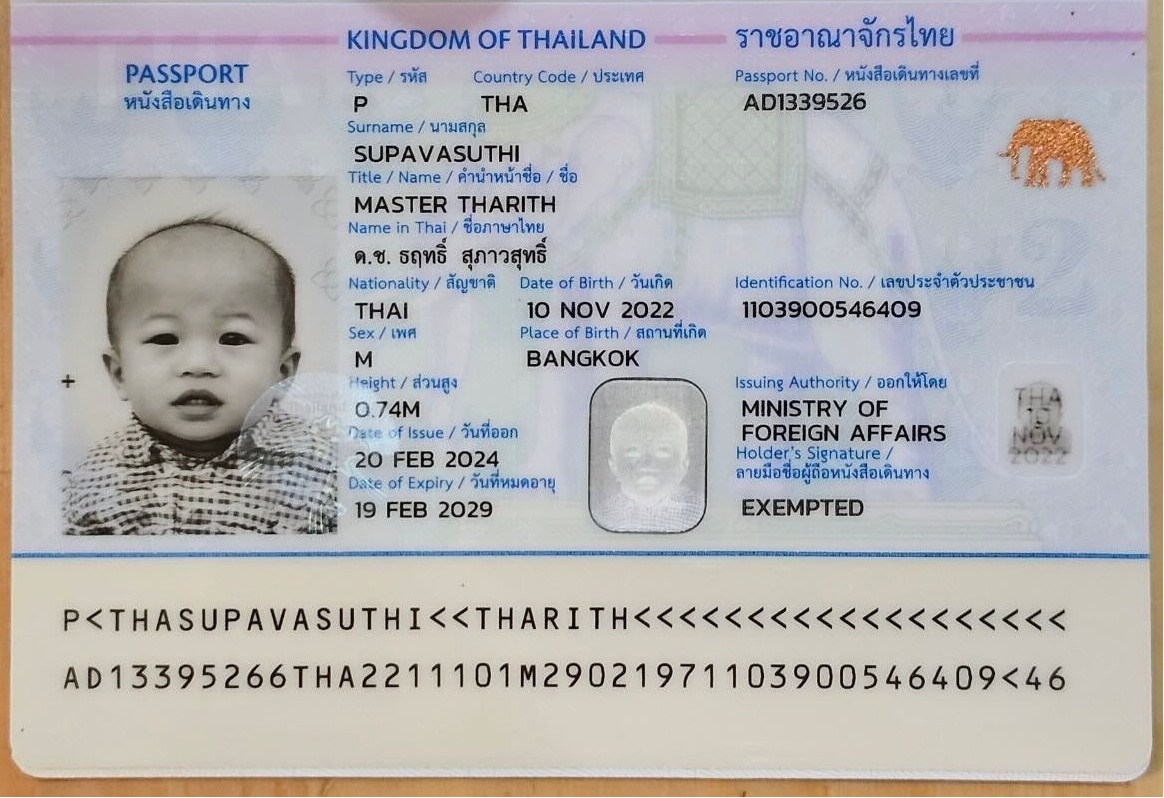 KINGDOM OF THAILAND ราชอาณาจักรไทย
PASSPORT
หนังสือเดินทาง
Type / รหัส Country Code / ประเทศ Passport No. / หนังสือเดินทางเลขที่
P THA AD1339526
Surname / นามสกุล
SUPAVASUTHI
Title / Name / คำนำหน้าชื่อ / ชื่อ
MASTER THARITH
Name in Thai / ชื่อภาษาไทย
ด.ช. ธฤทธิ์ สุภาวสุทธิ์
Nationality / สัญชาติ Date of Birth / วันเกิด Identification No. / เลขประจำตัวประชาชน
THAI 10 NOV 2022 1103900546409
Sex / เพศ Place of Birth / สถานที่เกิด
M BANGKOK
Height / ส่วนสูง Issuing Authority / ออกให้โดย
0.74M MINISTRY OF
Date of Issue / วันที่ออก FOREIGN AFFAIRS
20 FEB 2024 Holder's Signature /
ลายมือชื่อผู้ถือหนังสือเดินทาง
Date of Expiry / วันที่หมดอายุ
19 FEB 2029 EXEMPTED
THA
10
NOV
2022
P<THASUPAVASUTHI<<THARITH<<<<<<<<<<<<<<<<<<<
AD13395266THA2211101M29021971103900546409<46